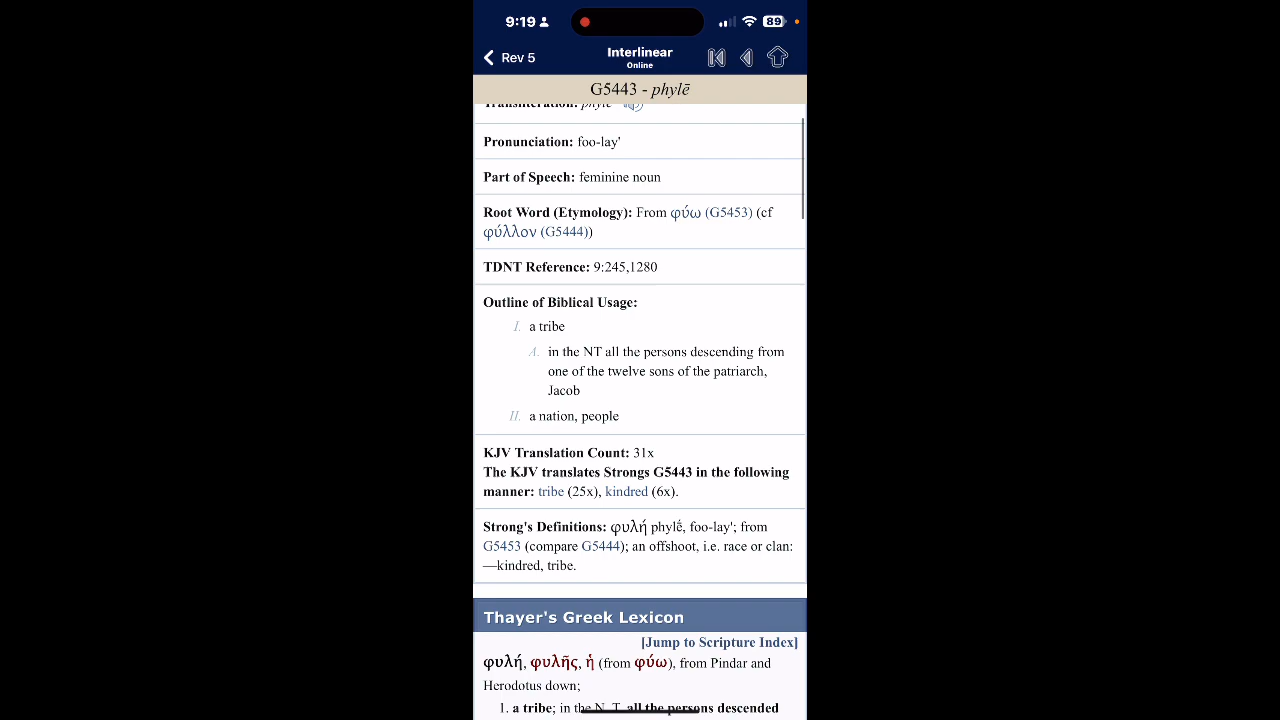 9:19
89
Rev 5
Interlinear
Online
G5443 - phylē
Transliteration: phylē
Pronunciation: foo-lay'
Part of Speech: feminine noun
Root Word (Etymology): From φύω (G5453) (cf
φύλλον (G5444))
TDNT Reference: 9:245,1280
Outline of Biblical Usage:
I. a tribe
A. in the NT all the persons descending from
one of the twelve sons of the patriarch,
Jacob
II. a nation, people
KJV Translation Count: 31x
The KJV translates Strongs G5443 in the following
manner: tribe (25x), kindred (6x).
Strong's Definitions: φυλή phylḗ, foo-lay'; from
G5453 (compare G5444); an offshoot, i.e. race or clan:
—kindred, tribe.
Thayer's Greek Lexicon
[Jump to Scripture Index]
φυλή, φυλῆς, ἡ (from φύω), from Pindar and
Herodotus down;
1. a tribe; in the N. T. all the persons descended